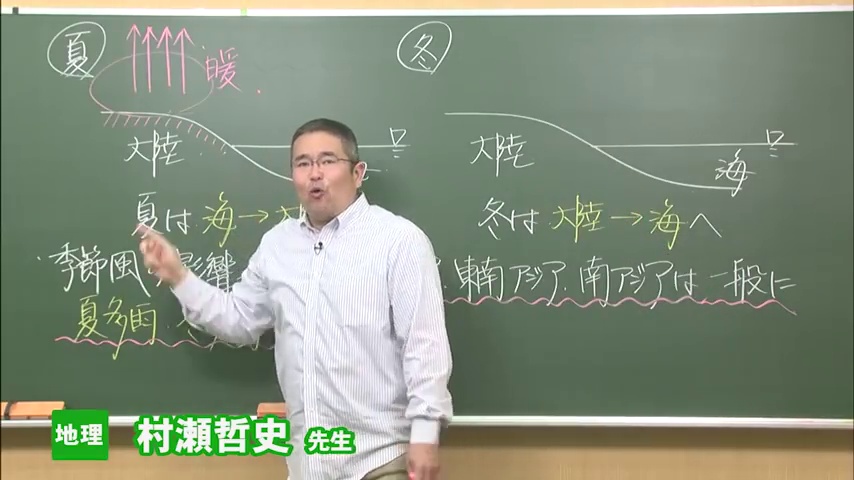 夏
冬
暖.
大陸
大陸
海
夏は海→大
冬は大陸→海へ
季節風の影響
東南アジア.南アジアは一般に
夏多雨.
地理 村瀬哲史 先生